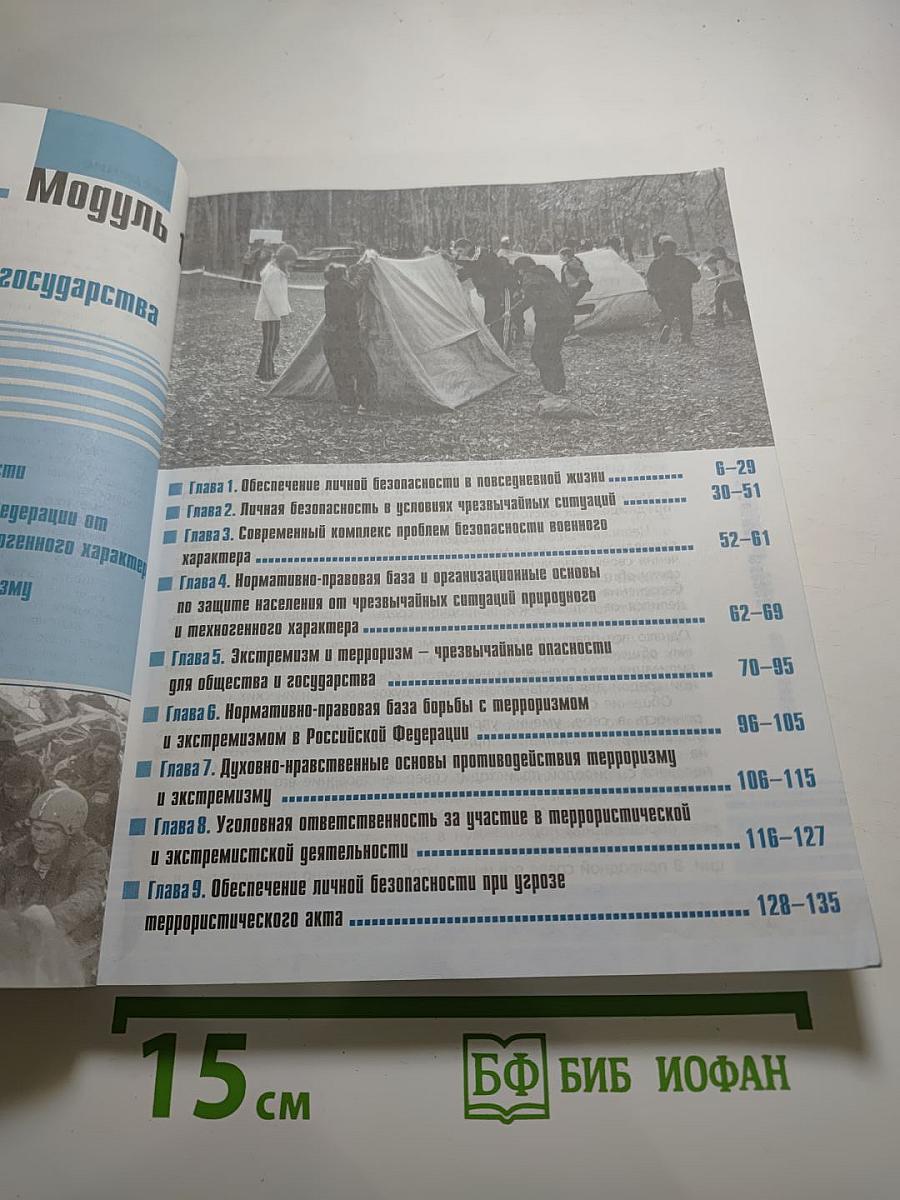 Модуль
государства
сти
едерации от
огенного характер
зму
Глава 1. Обеспечение личной безопасности в повседневной жизни 6–29
Глава 2. Личная безопасность в условиях чрезвычайных ситуаций 30–51
Глава 3. Современный комплекс проблем безопасности военного
характера 52–61
Глава 4. Нормативно-правовая база и организационные основы
по защите населения от чрезвычайных ситуаций природного
и техногенного характера 62–69
Глава 5. Экстремизм и терроризм – чрезвычайные опасности
для общества и государства 70–95
Глава 6. Нормативно-правовая база борьбы с терроризмом
и экстремизмом в Российской Федерации 96–105
Глава 7. Духовно-нравственные основы противодействия терроризму
и экстремизму 106–115
Глава 8. Уголовная ответственность за участие в террористической
и экстремистской деятельности 116–127
Глава 9. Обеспечение личной безопасности при угрозе
террористического акта 128–135
15 см
БФ БИБ ИОФАН